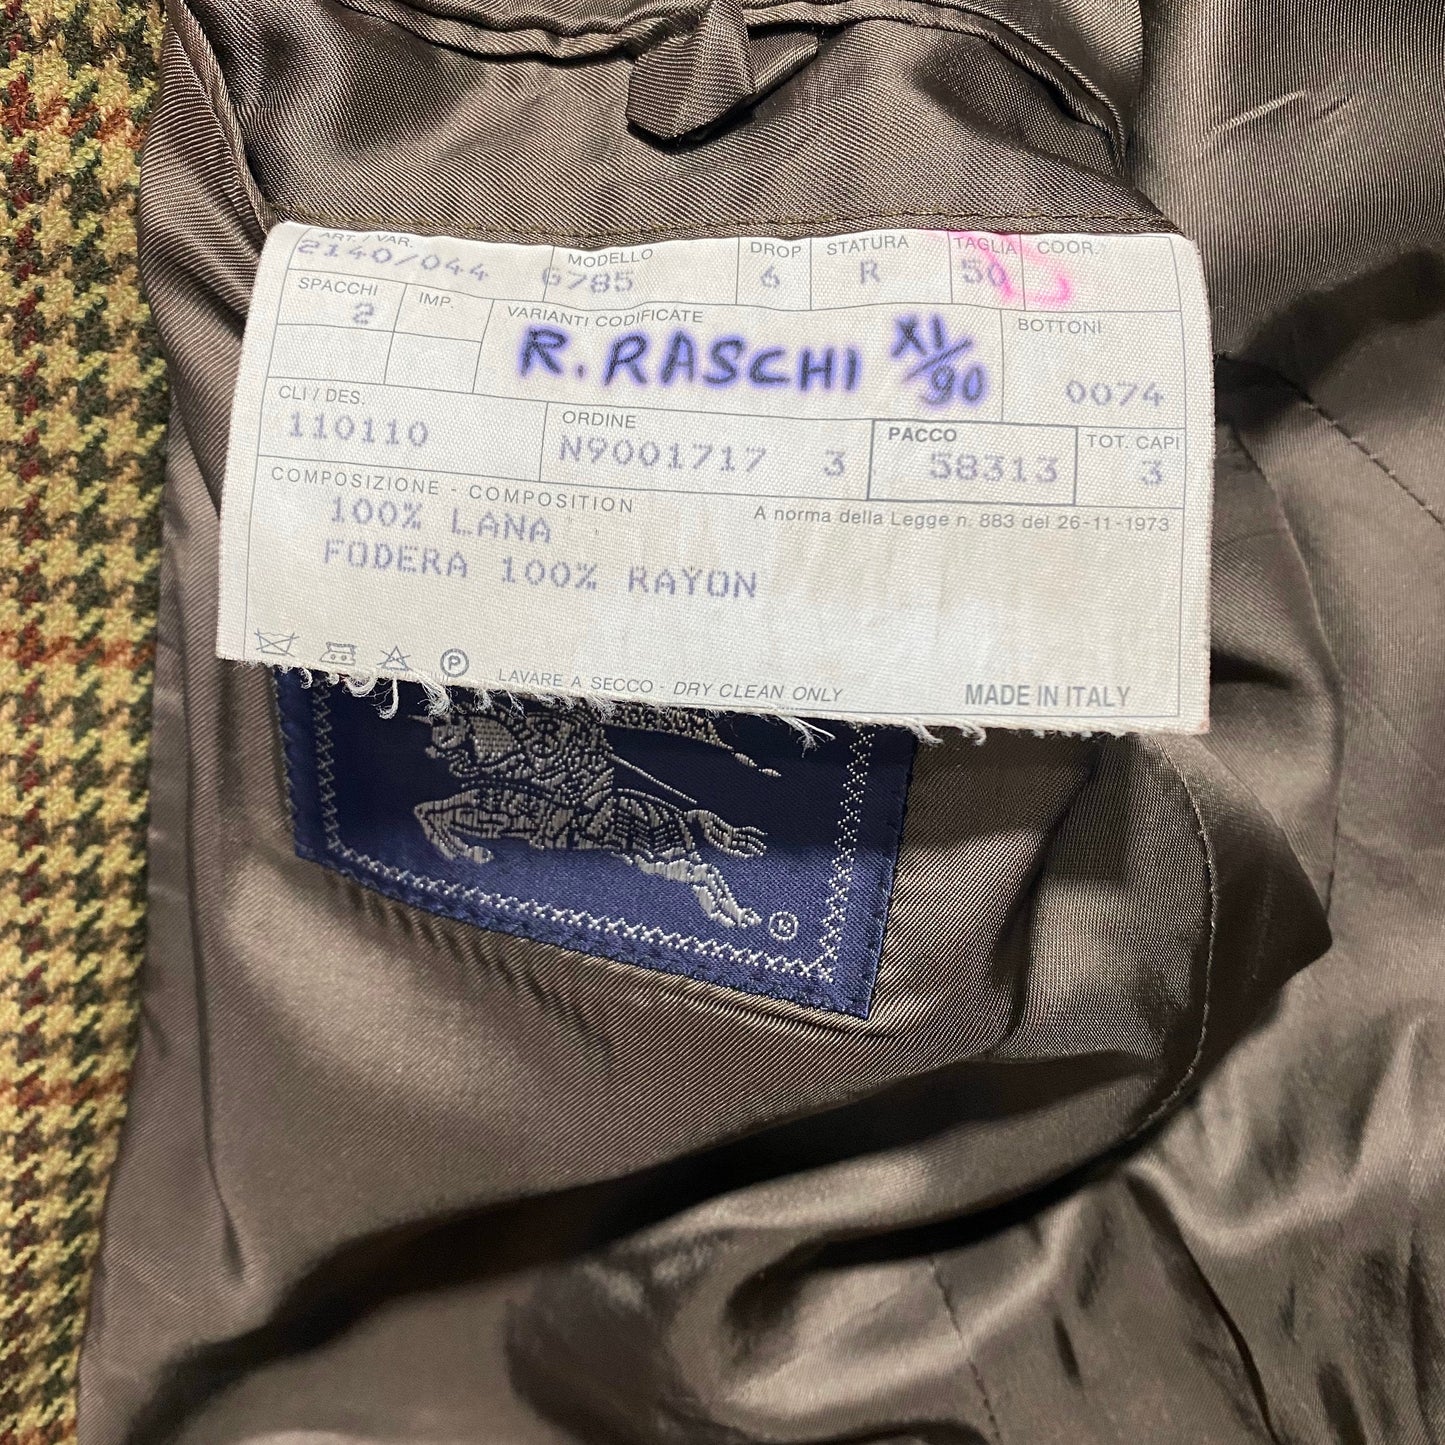 ART. / VAR. MODELLO DROP STATURA TAGLIA COOR.
2140/044 G785 6 R 50
SPACCHI IMP. VARIANTI CODIFICATE BOTTONI
2 R. RASCHI XI/90 0074
CLI / DES. ORDINE PACCO TOT. CAPI
110110 N9001717 3 58313 3
COMPOSIZIONE - COMPOSITION A norma della Legge n. 883 del 26-11-1973
100% LANA
FODERA 100% RAYON
P LAVARE A SECCO - DRY CLEAN ONLY MADE IN ITALY
®